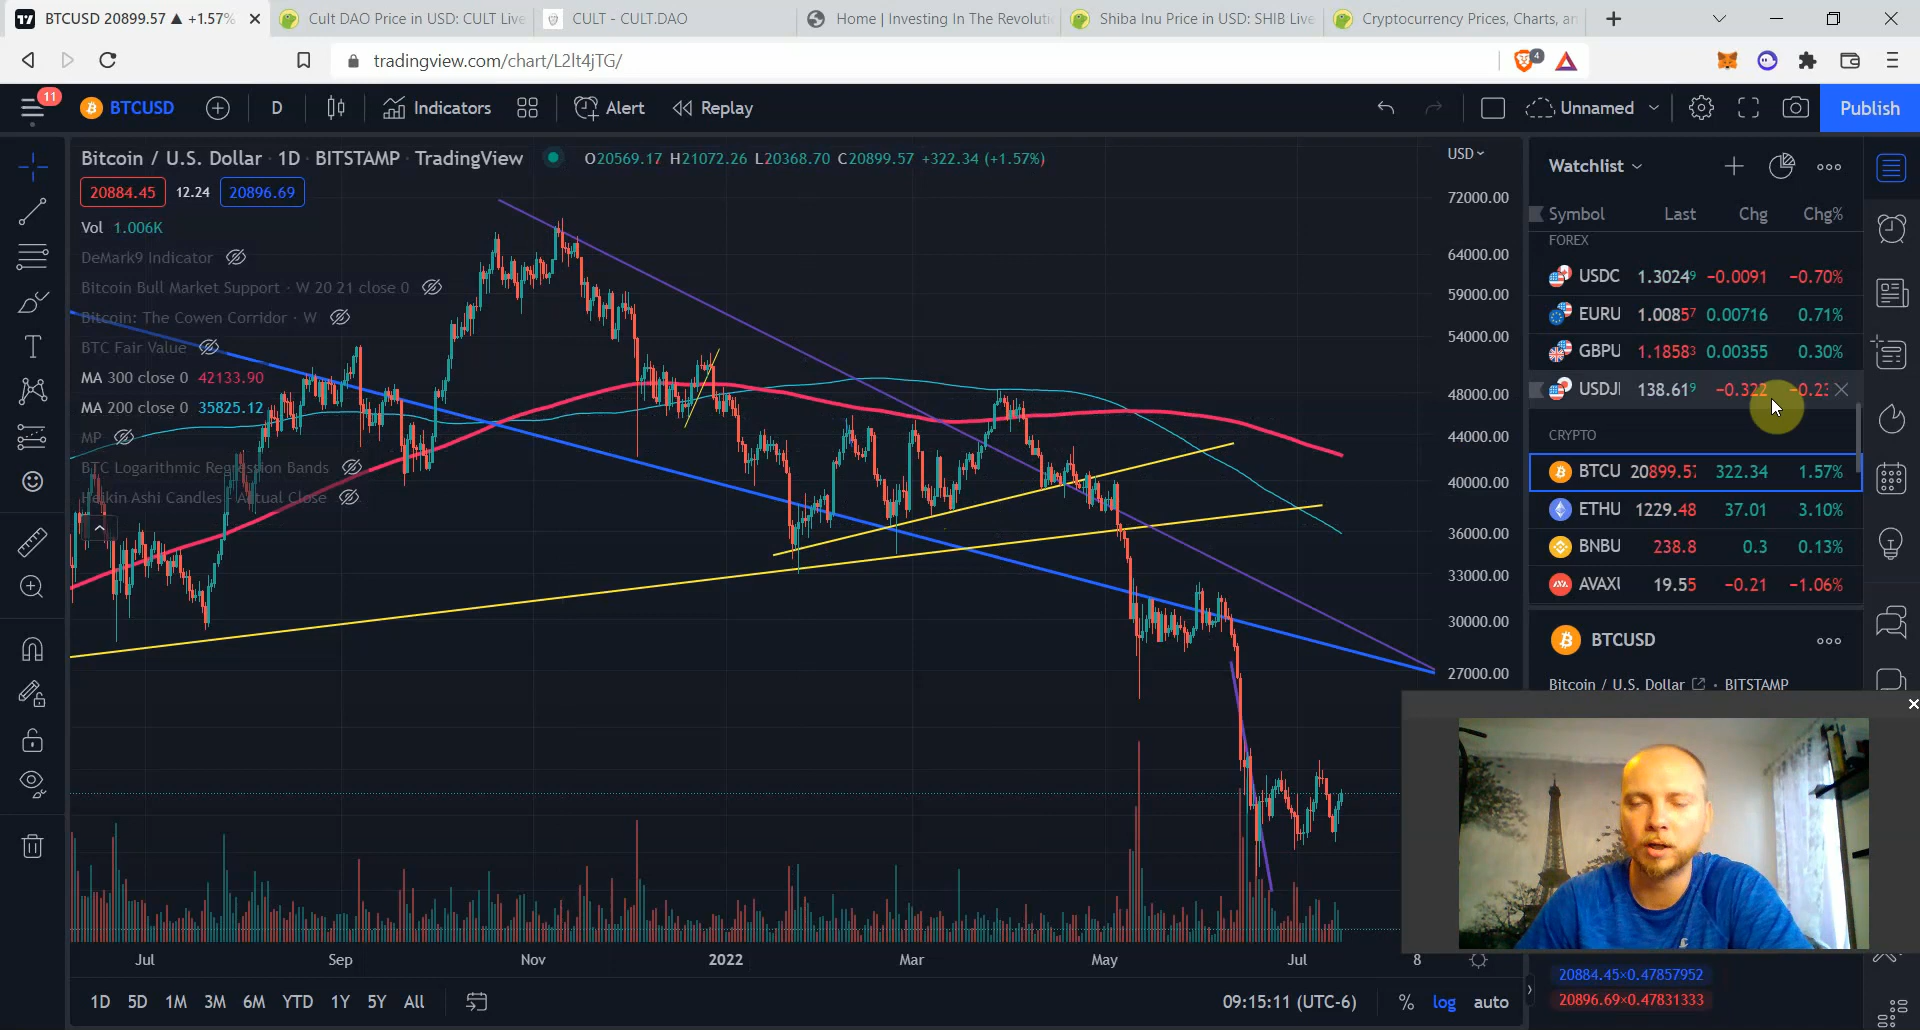 BTCUSD 20899.57 ▲ +1.57%
Cult DAO Price in USD: CULT Live
CULT - CULT.DAO
Home | Investing In The Revoluti
Shiba Inu Price in USD: SHIB Live
Cryptocurrency Prices, Charts, an
tradingview.com/chart/L2lt4jTG/
4
11
BTCUSD
D
Indicators
Alert
Replay
Unnamed
Publish
Bitcoin / U.S. Dollar · 1D · BITSTAMP · TradingView
O20569.17 H21072.26 L20368.70 C20899.57 +322.34 (+1.57%)
20884.45 12.24 20896.69
Vol 1.006K
DeMark9 Indicator
Bitcoin Bull Market Support · W 20 21 close 0
Bitcoin: The Cowen Corridor · W
BTC Fair Value
MA 300 close 0 42133.90
MA 200 close 0 35825.12
MP
BTC Logarithmic Regression Bands
Heikin Ashi Candles - Actual Close
USD
72000.00
64000.00
59000.00
54000.00
48000.00
44000.00
40000.00
36000.00
33000.00
30000.00
27000.00
Jul
Sep
Nov
2022
Mar
May
Jul
8
1D
5D
1M
3M
6M
YTD
1Y
5Y
All
09:15:11 (UTC-6)
%
log
auto
Watchlist
Symbol Last Chg Chg%
FOREX
USDC 1.30249 −0.0091 −0.70%
EURU 1.00857 0.00716 0.71%
GBPU 1.18583 0.00355 0.30%
USDJI 138.619 −0.322 −0.23
CRYPTO
BTCU 20899.57 322.34 1.57%
ETHU 1229.48 37.01 3.10%
BNBU 238.8 0.3 0.13%
AVAXU 19.55 −0.21 −1.06%
BTCUSD
Bitcoin / U.S. Dollar · BITSTAMP
20884.45×0.47857952
20896.69×0.47831333